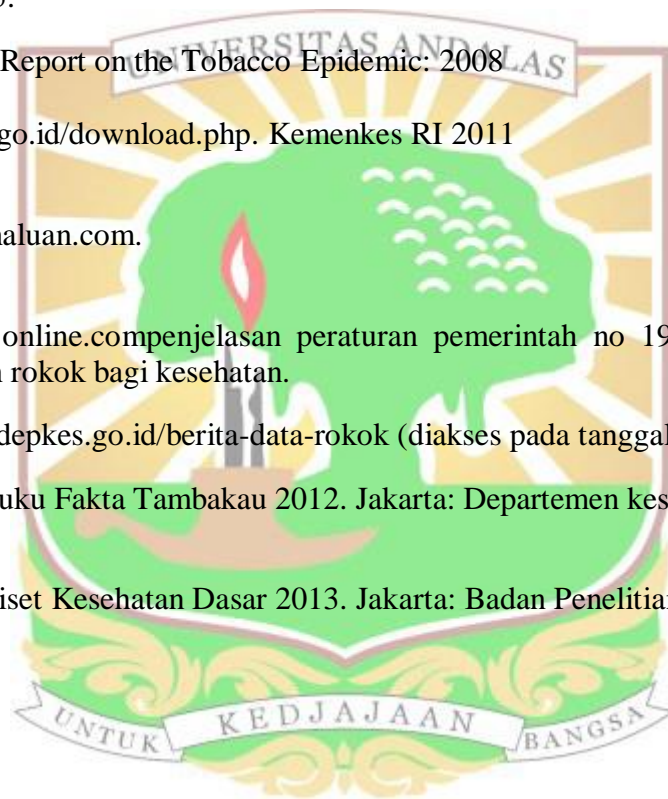 UNIVERSITAS ANDALAS
Report on the Tobacco Epidemic: 2008
go.id/download.php. Kemenkes RI 2011
haluan.com.
online.compenjelasan peraturan pemerintah no 19
rokok bagi kesehatan.
depkes.go.id/berita-data-rokok (diakses pada tanggal
uku Fakta Tambakau 2012. Jakarta: Departemen kes
iset Kesehatan Dasar 2013. Jakarta: Badan Penelitian
UNTUK KEDJAJAAN BANGSA